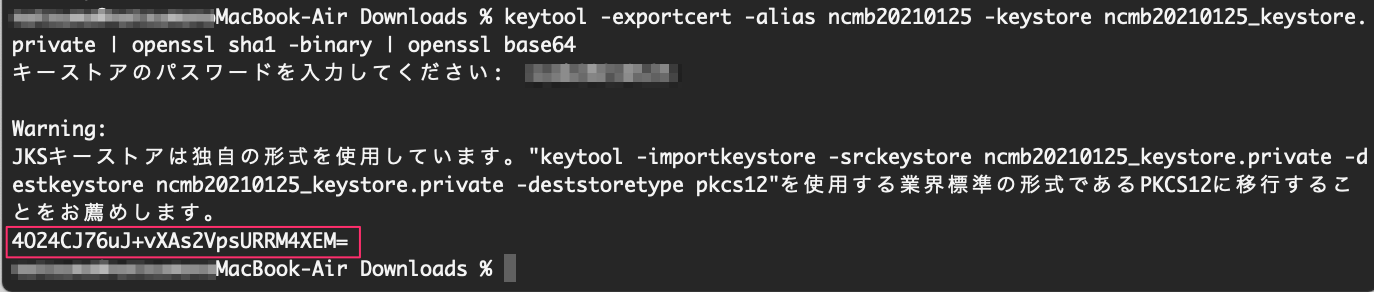 MacBook-Air Downloads % keytool -exportcert -alias ncmb20210125 -keystore ncmb20210125_keystore.
private | openssl sha1 -binary | openssl base64
キーストアのパスワードを入力してください:
Warning:
JKSキーストアは独自の形式を使用しています。"keytool -importkeystore -srckeystore ncmb20210125_keystore.private -d
estkeystore ncmb20210125_keystore.private -deststoretype pkcs12"を使用する業界標準の形式であるPKCS12に移行するこ
とをお薦めします。
4O24CJ76uJ+vXAs2VpsURRM4XEM=
MacBook-Air Downloads %